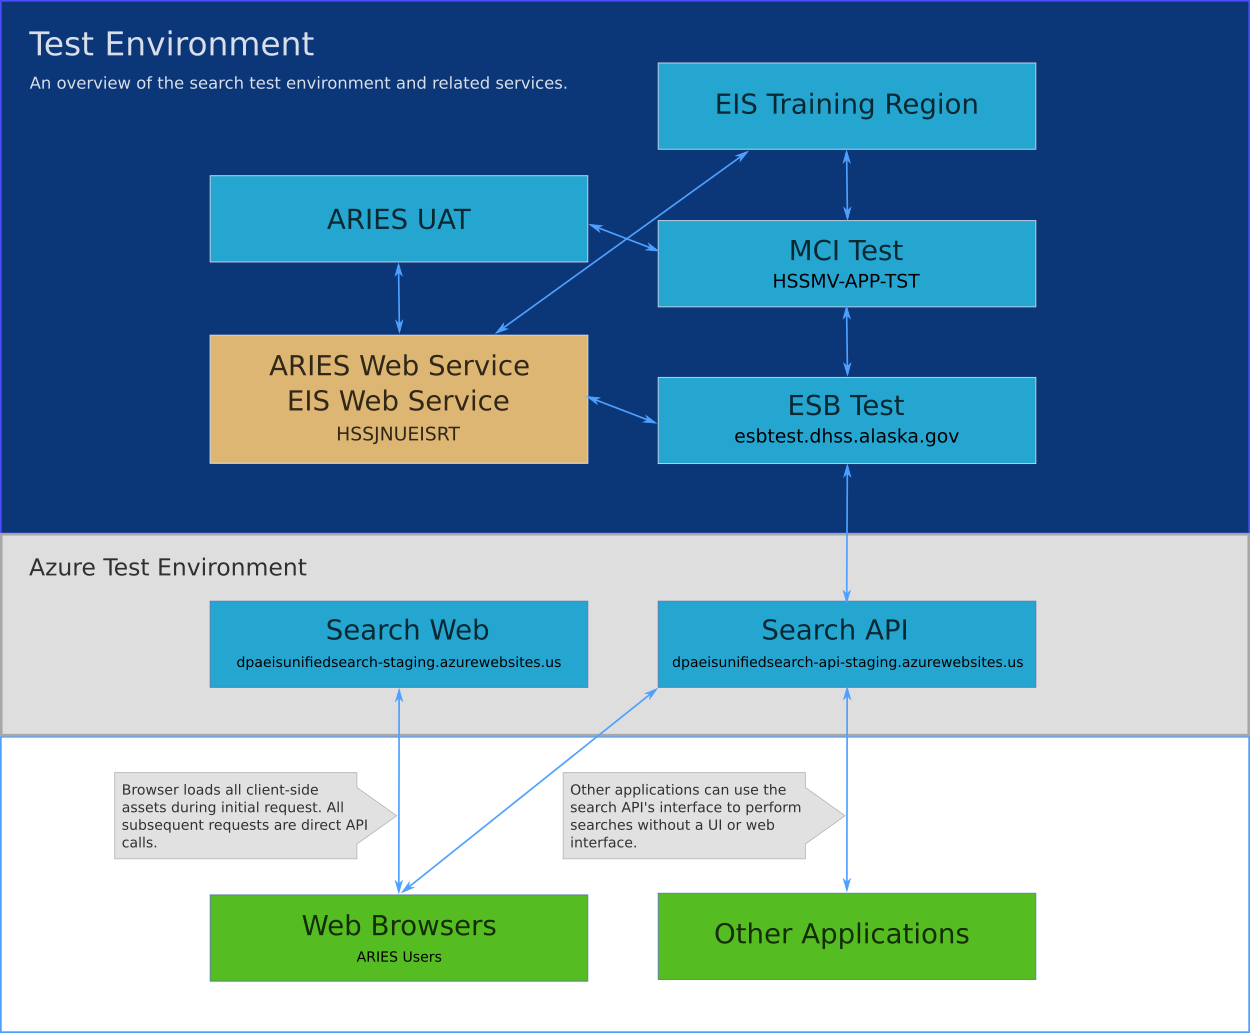 Test Environment
An overview of the search test environment and related services.
EIS Training Region
ARIES UAT
MCI Test
HSSMV-APP-TST
ARIES Web Service
EIS Web Service
HSSJNUEISRT
ESB Test
esbtest.dhss.alaska.gov
Azure Test Environment
Search Web
dpaeisunifiedsearch-staging.azurewebsites.us
Search API
dpaeisunifiedsearch-api-staging.azurewebsites.us
Browser loads all client-side
assets during initial request. All
subsequent requests are direct API
calls.
Other applications can use the
search API's interface to perform
searches without a UI or web
interface.
Web Browsers
ARIES Users
Other Applications